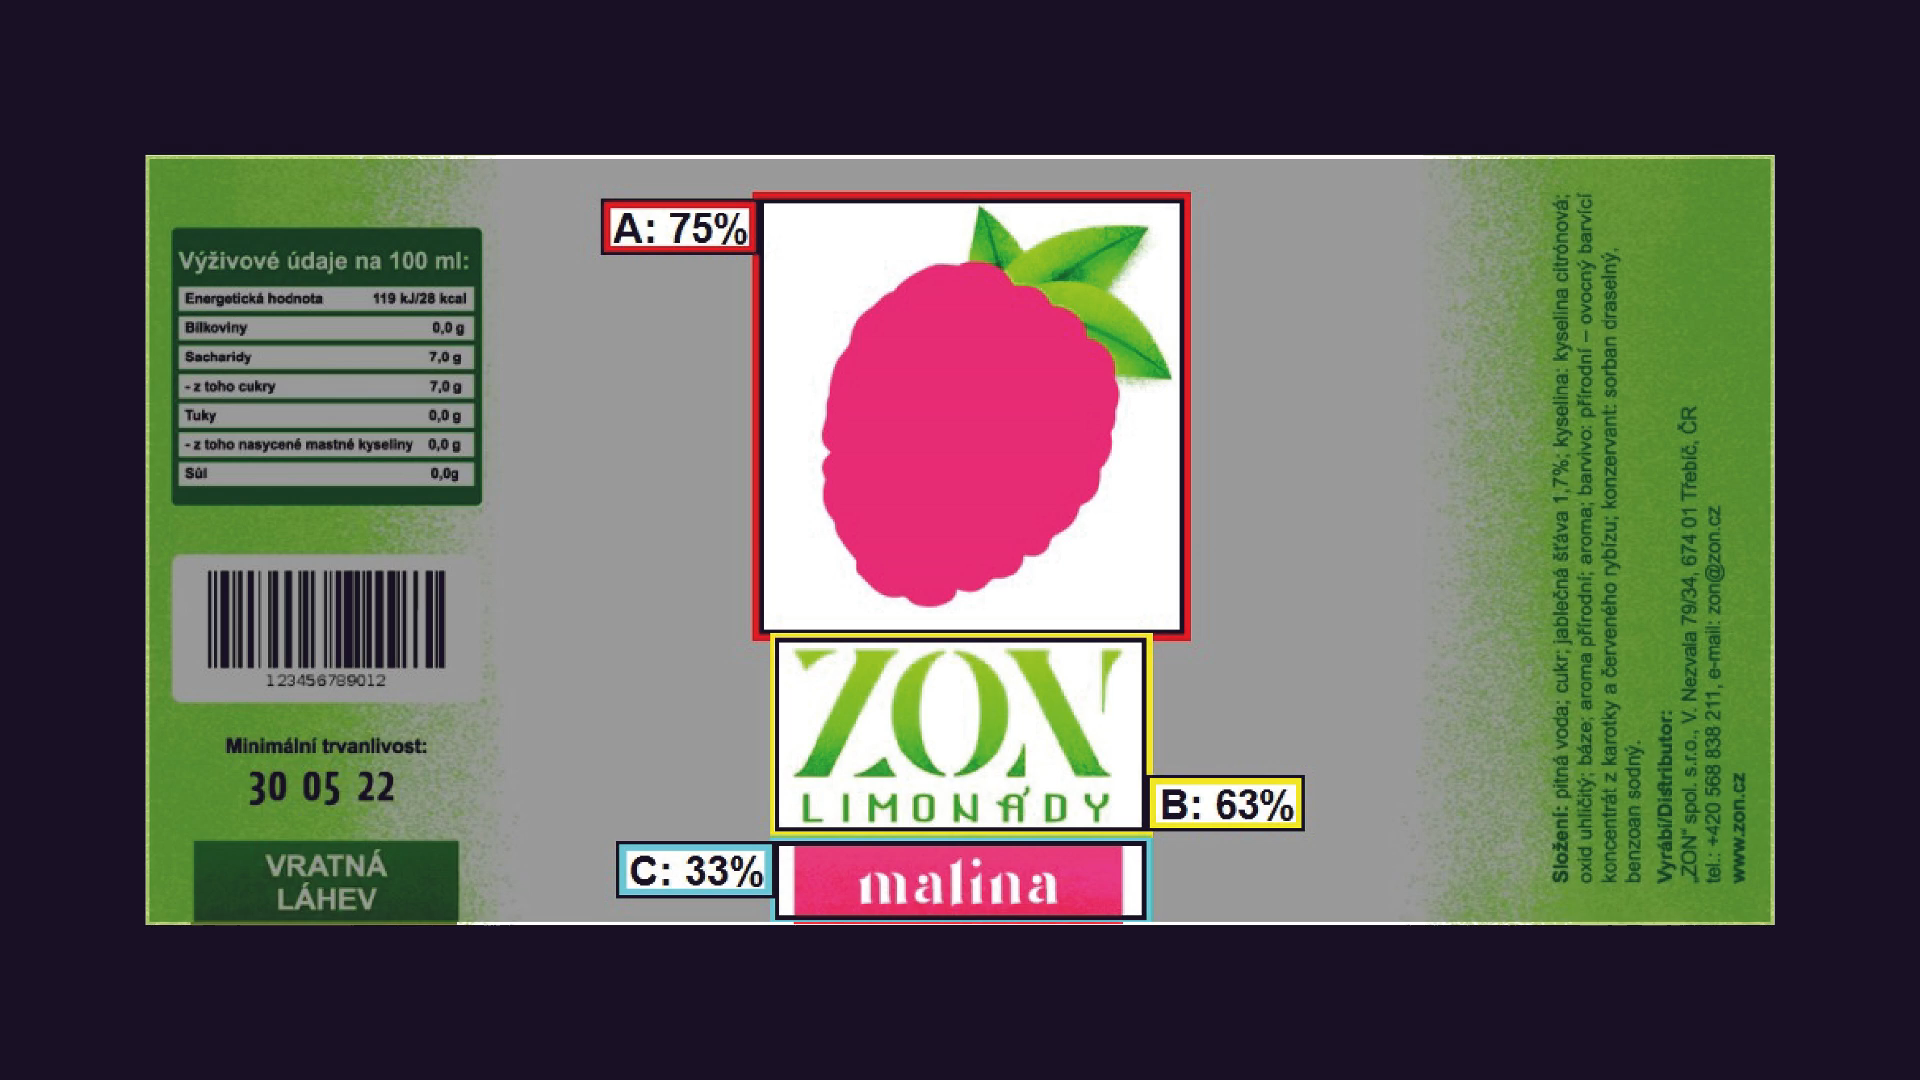 Výživové údaje na 100 ml:
Energetická hodnota 119 kJ/28 kcal
Bílkoviny 0,0 g
Sacharidy 7,0 g
- z toho cukry 7,0 g
Tuky 0,0 g
- z toho nasycené mastné kyseliny 0,0 g
Sůl 0,0g
123456789012
Minimální trvanlivost:
30 05 22
VRATNÁ
LÁHEV
A: 75%
ZON
LIMONÁDY
B: 63%
C: 33%
malina
Složení: pitná voda; cukr; jablečná šťáva 1,7%; kyselina: kyselina citrónová;
oxid uhličitý; báze; aroma přírodní; aroma; barvivo: přírodní – ovocný barvící
koncentrát z karotky a červeného rybízu; konzervant: sorban draselný,
benzoan sodný.
Vyrábí/Distributor:
„ZON" spol. s.r.o., V. Nezvala 79/34, 674 01 Třebíč, ČR
tel.: +420 568 838 211, e-mail: zon@zon.cz
www.zon.cz